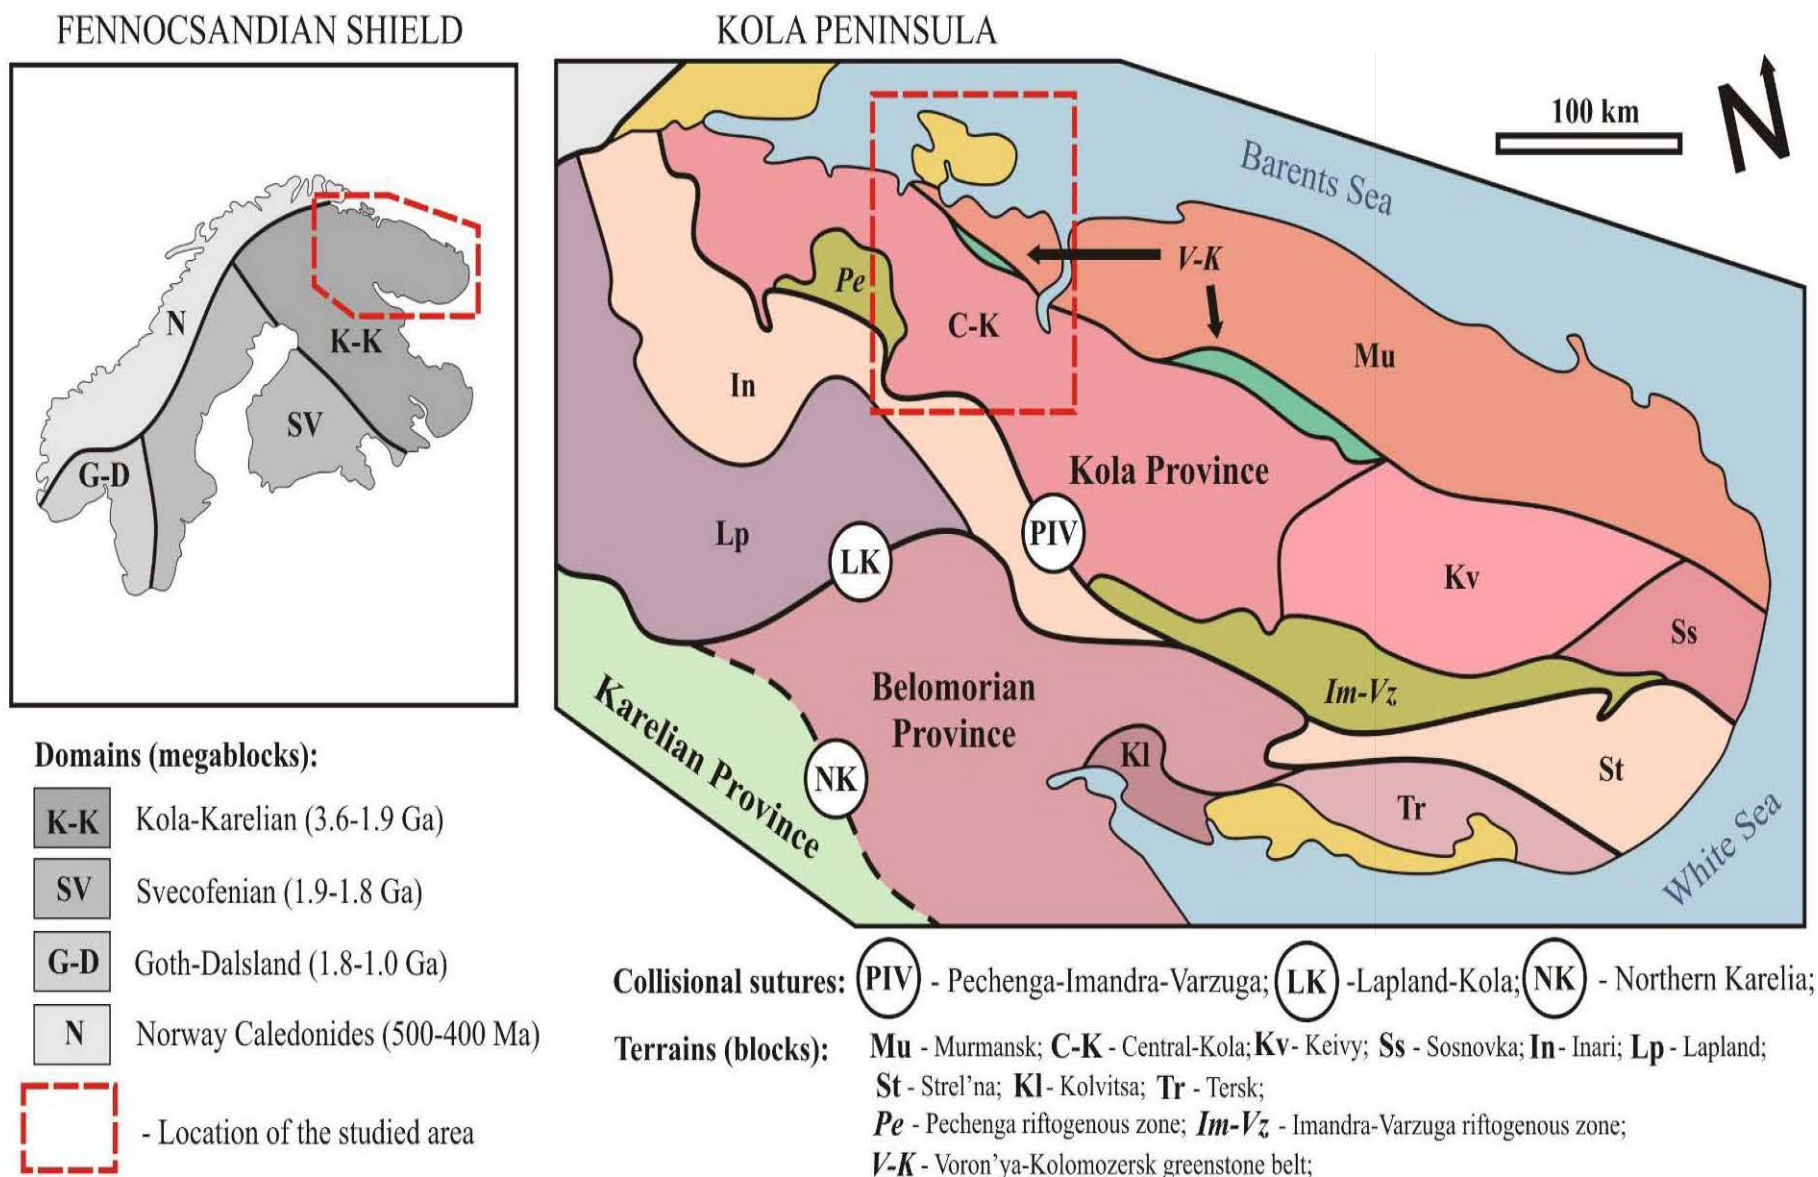 FENNOCSANDIAN SHIELD
N
K-K
SV
G-D
Domains (megablocks):
K-K Kola-Karelian (3.6-1.9 Ga)
SV Svecofenian (1.9-1.8 Ga)
G-D Goth-Dalsland (1.8-1.0 Ga)
N Norway Caledonides (500-400 Ma)
- Location of the studied area
KOLA PENINSULA
100 km
N
Barents Sea
V-K
Pe
C-K
Mu
In
Kola Province
Lp
LK
PIV
Kv
Ss
Belomorian
Province
Im-Vz
Karelian Province
NK
Kl
St
Tr
White Sea
Collisional sutures: PIV - Pechenga-Imandra-Varzuga; LK -Lapland-Kola; NK - Northern Karelia;
Terrains (blocks): Mu - Murmansk; C-K - Central-Kola; Kv - Keivy; Ss - Sosnovka; In - Inari; Lp - Lapland;
St - Strel'na; Kl - Kolvitsa; Tr - Tersk;
Pe - Pechenga riftogenous zone; Im-Vz - Imandra-Varzuga riftogenous zone;
V-K - Voron'ya-Kolomozersk greenstone belt;